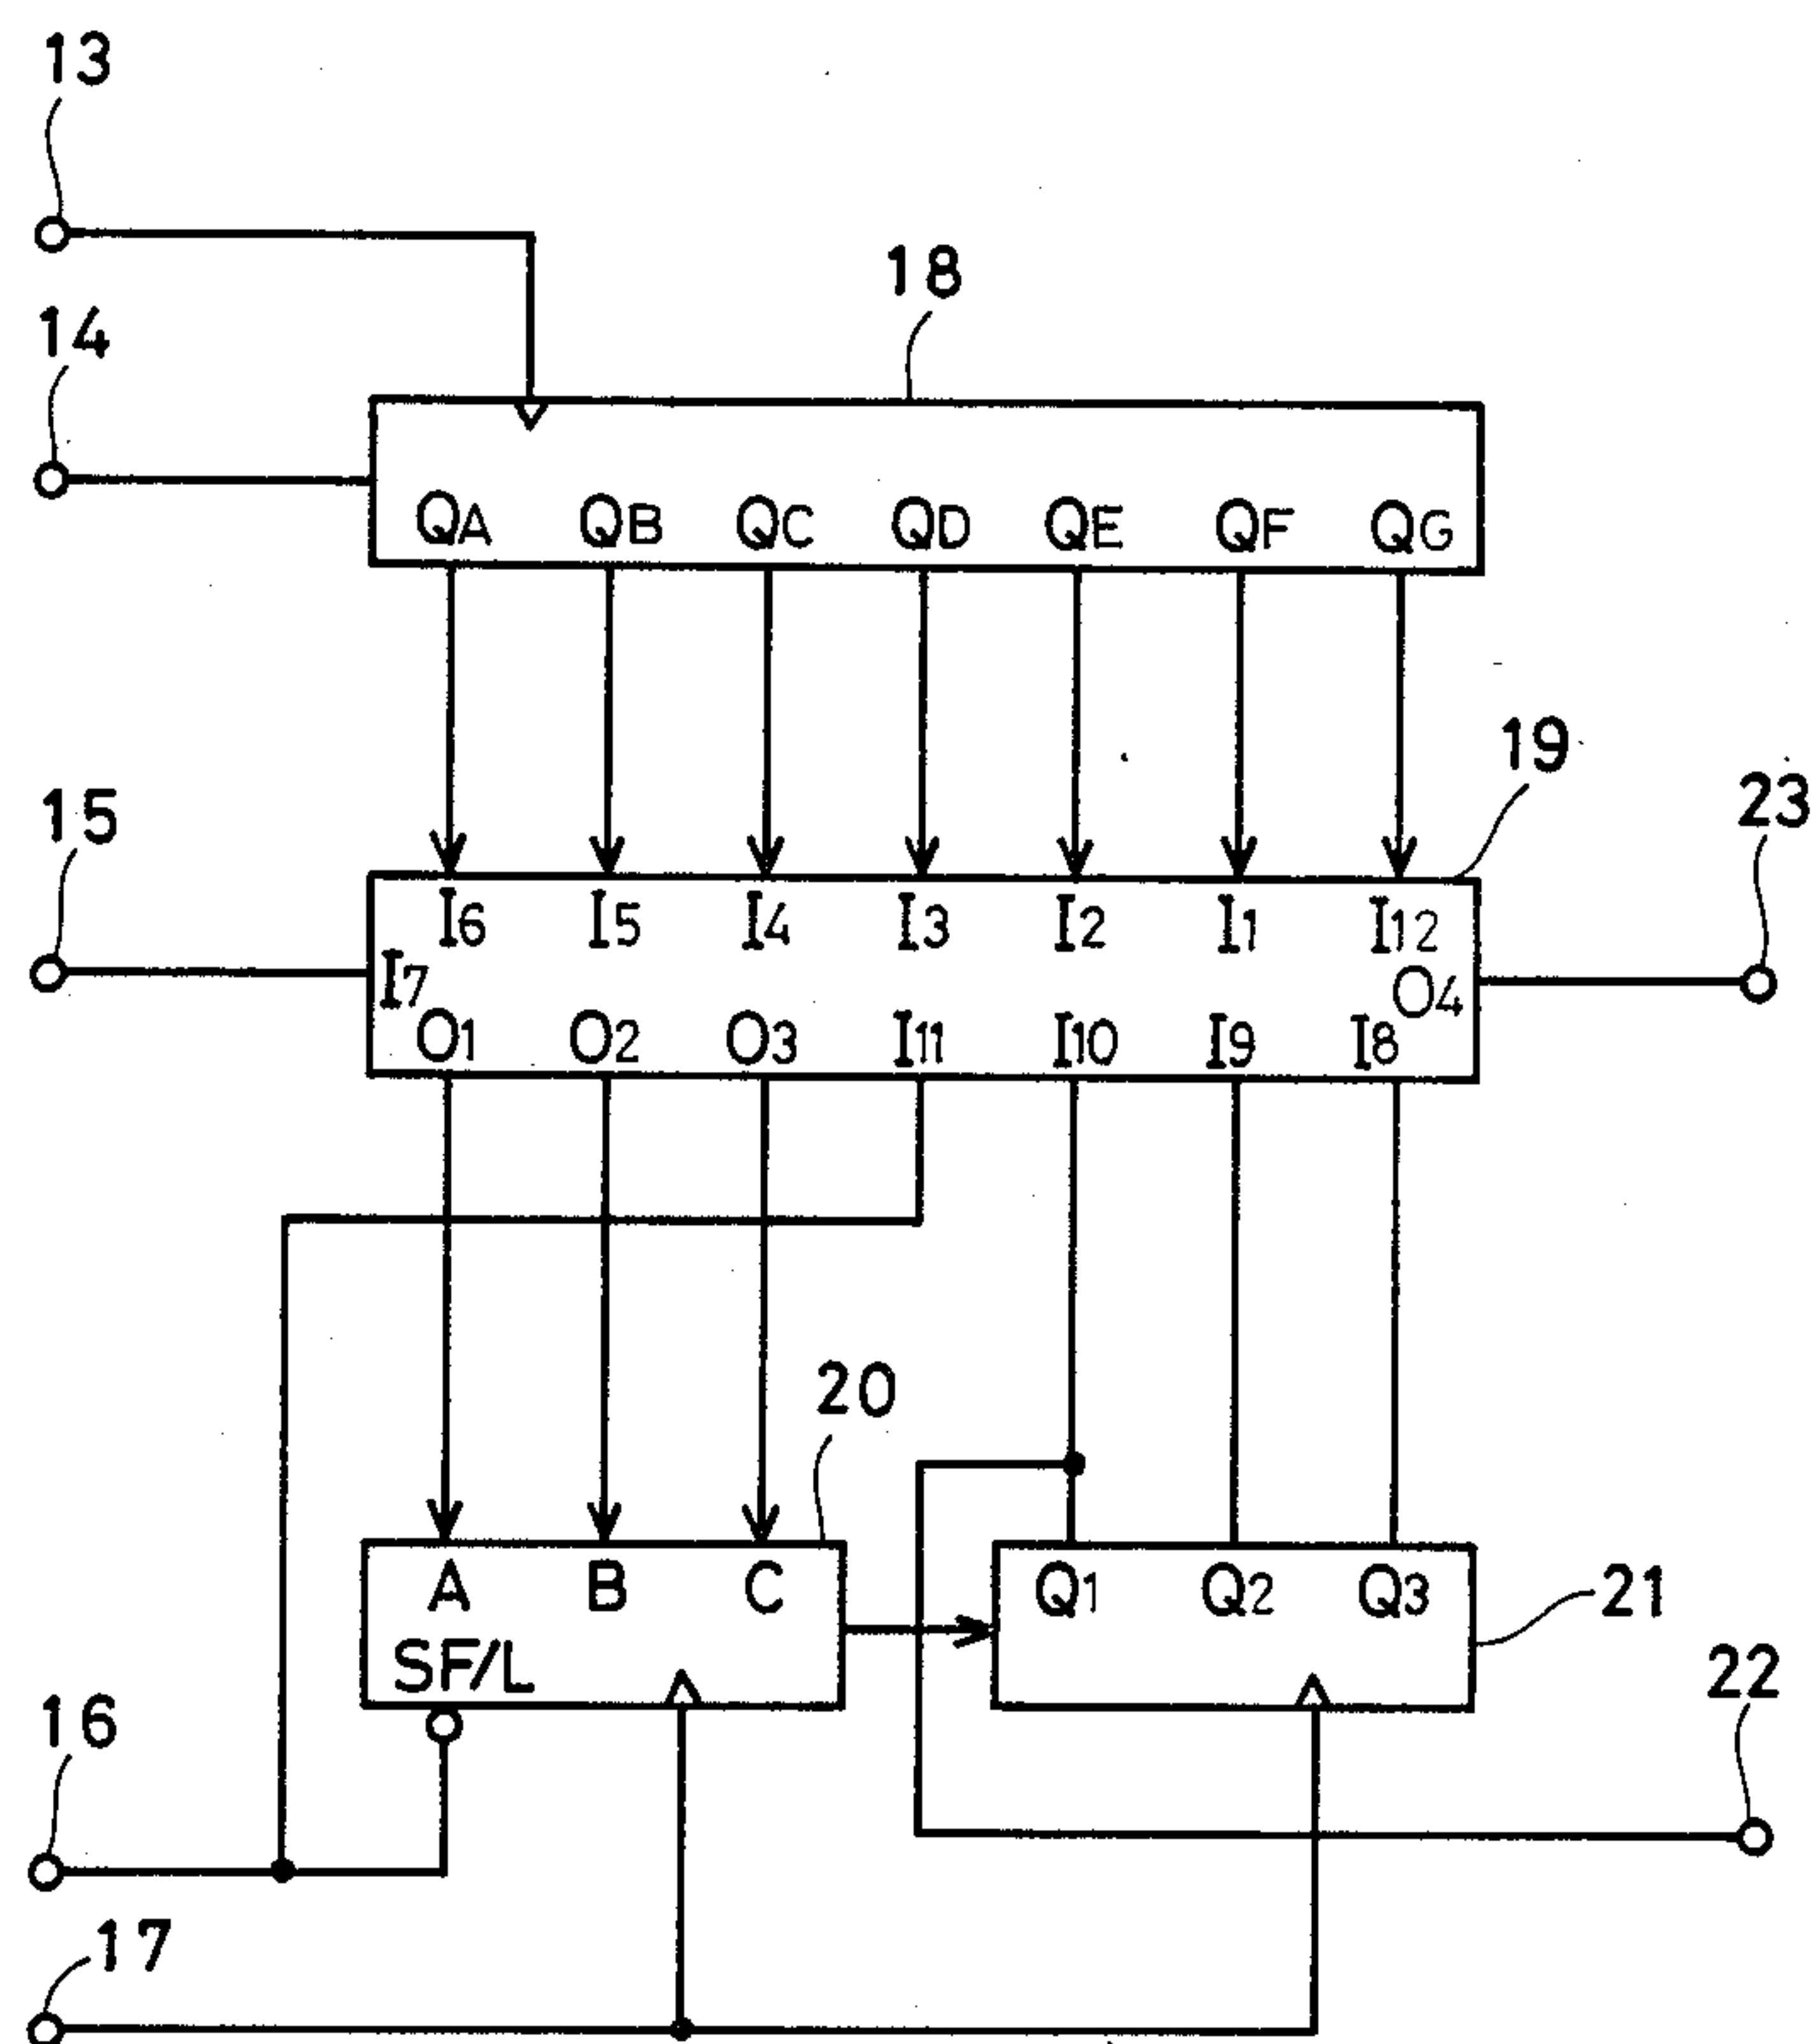 13
18
14
QA QB QC QD QE QF QG
19
23
15
I6 I5 I4 I3 I2 I1 I12
I7 O4
O1 O2 O3 I11 I10 I9 I8
20
A B C Q1 Q2 Q3
21
SF/L
22
16
17